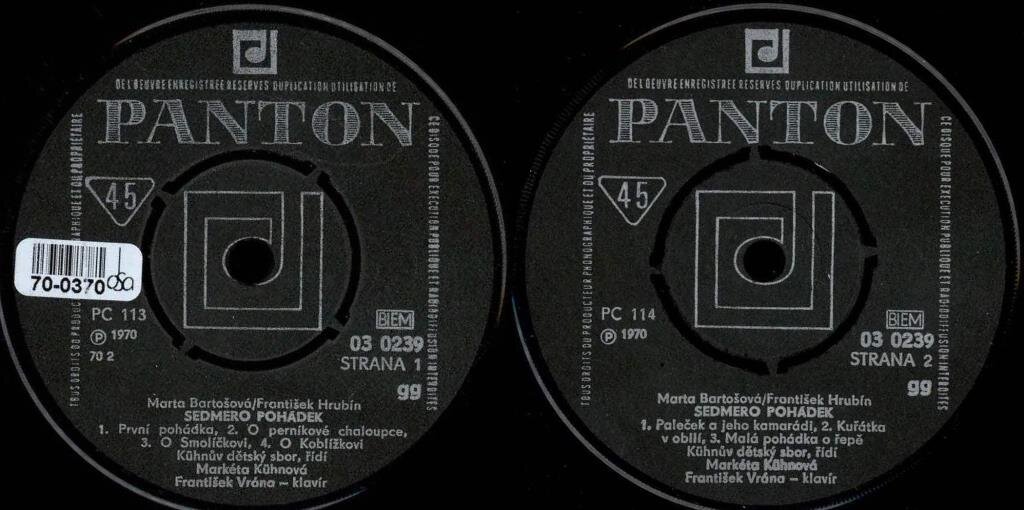 DE L'OEUVRE ENREGISTREE RESERVES DUPLICATION UTILISATION DE
PANTON
CE DISQUE POUR EXECUTION PUBLIQUE ET RADIODIFFUSION INTERDITES
TOUS DROITS DU PRODUCTEUR PHONOGRAPHIQUE ET DU PROPRIETAIRE
45
70-0370 OSA
PC 113
Ⓟ 1970
70 2
BIEM
03 0239
STRANA 1
gg
Marta Bartošová/František Hrubín
SEDMERO POHÁDEK
1. První pohádka, 2. O perníkové chaloupce,
3. O Smolíčkovi, 4. O Koblížkovi
Kühnův dětský sbor, řídí
Markéta Kühnová
František Vrána – klavír
DE L'OEUVRE ENREGISTREE RESERVES DUPLICATION UTILISATION DE
PANTON
CE DISQUE POUR EXECUTION PUBLIQUE ET RADIODIFFUSION INTERDITES
TOUS DROITS DU PRODUCTEUR PHONOGRAPHIQUE ET DU PROPRIETAIRE
45
PC 114
Ⓟ 1970
BIEM
03 0239
STRANA 2
gg
Marta Bartošová/František Hrubín
SEDMERO POHÁDEK
1. Paleček a jeho kamarádi, 2. Kuřátka
v obilí, 3. Malá pohádka o řepě
Kühnův dětský sbor, řídí
Markéta Kühnová
František Vrána – klavír